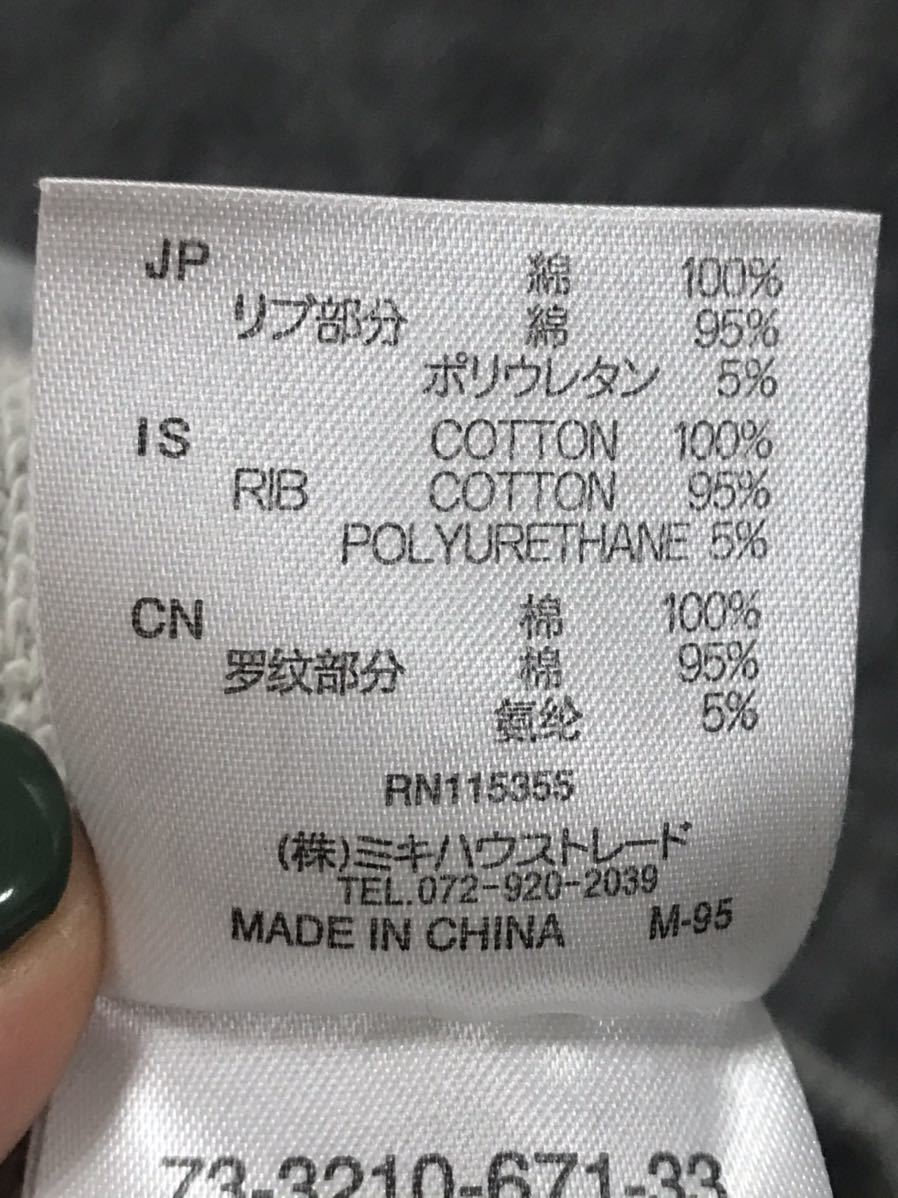 JP 綿 100%
リブ部分 綿 95%
ポリウレタン 5%
IS COTTON 100%
RIB COTTON 95%
POLYURETHANE 5%
CN 棉 100%
罗纹部分 棉 95%
氨纶 5%
RN115355
(株)ミキハウストレード
TEL.072-920-2039
MADE IN CHINA M-95
73-3210-671-33